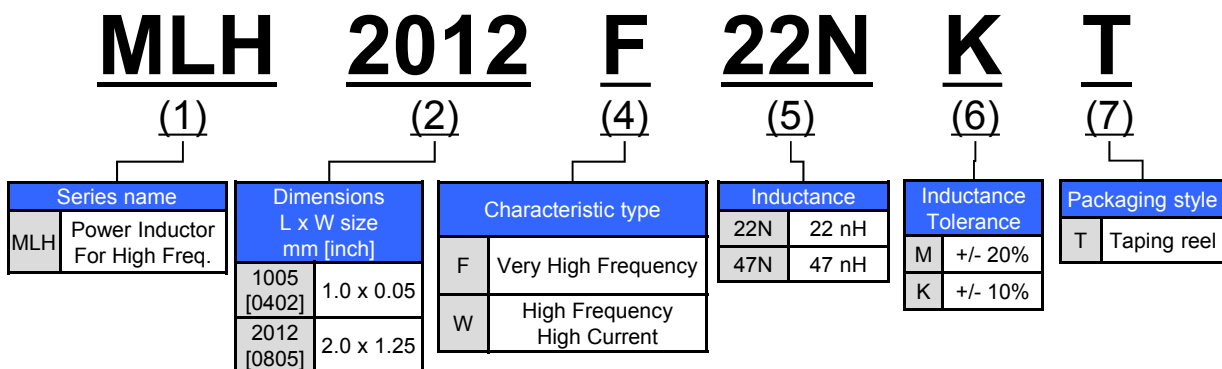 MLH 2012 F 22N K T
(1) (2) (4) (5) (6) (7)
Series name
MLH Power Inductor
For High Freq.
Dimensions
L x W size
mm [inch]
1005
[0402] 1.0 x 0.05
2012
[0805] 2.0 x 1.25
Characteristic type
F Very High Frequency
W High Frequency
High Current
Inductance
22N 22 nH
47N 47 nH
Inductance
Tolerance
M +/- 20%
K +/- 10%
Packaging style
T Taping reel